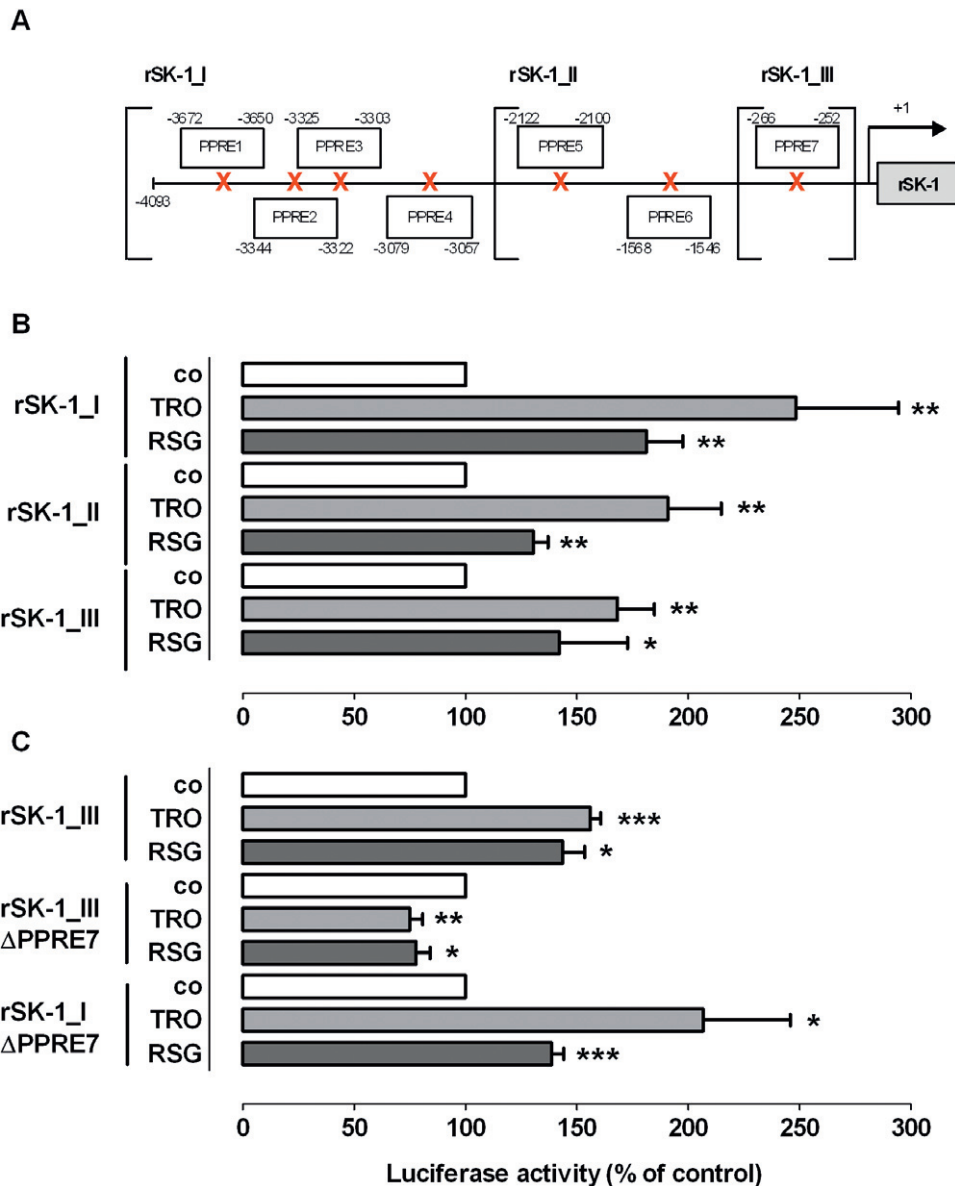 A
rSK-1_I rSK-1_II rSK-1_III
-3672 -3650 -3325 -3303 -2122 -2100 -266 -252 +1
PPRE1 PPRE3 PPRE5 PPRE7
X X X X X X X
rSK-1
-4093
PPRE2 PPRE4 PPRE6
-3344 -3322 -3079 -3057 -1568 -1546
B
rSK-1_I
co
TRO **
RSG **
rSK-1_II
co
TRO **
RSG **
rSK-1_III
co
TRO **
RSG *
0 50 100 150 200 250 300
C
rSK-1_III
co
TRO ***
RSG *
rSK-1_III
ΔPPRE7
co
TRO **
RSG *
rSK-1_I
ΔPPRE7
co
TRO *
RSG ***
0 50 100 150 200 250 300
Luciferase activity (% of control)